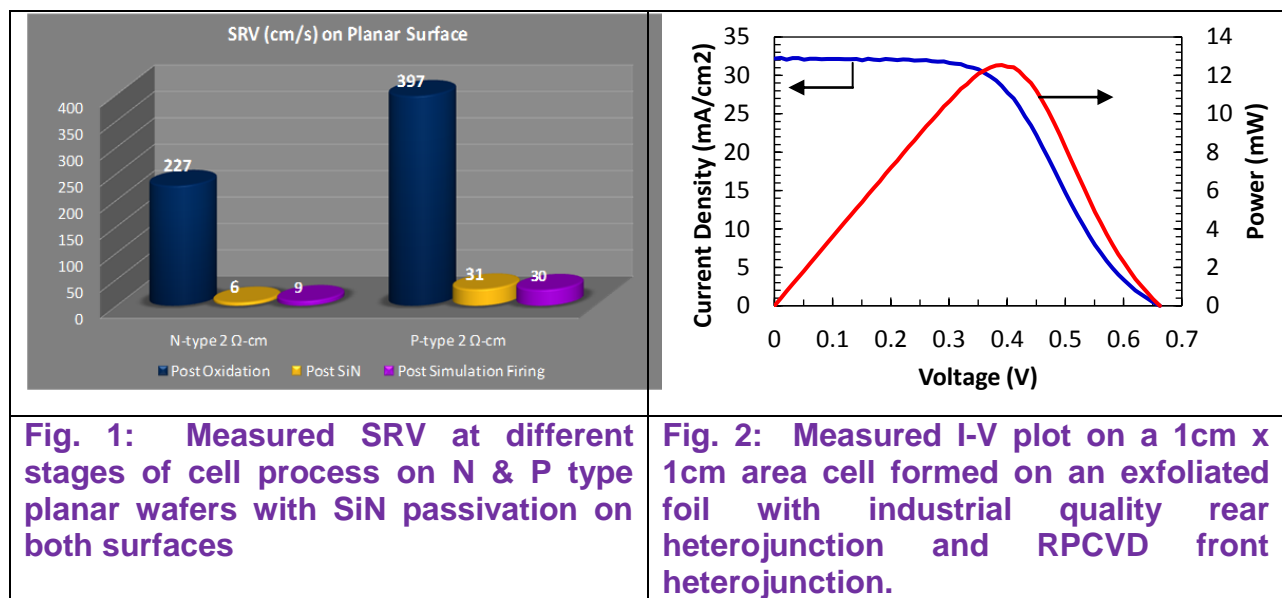 SRV (cm/s) on Planar Surface
400
350
300
250
200
150
100
50
0
227
6
9
397
31
30
N-type 2 Ω-cm
P-type 2 Ω-cm
Post Oxidation
Post SiN
Post Simulation Firing
Fig. 1: Measured SRV at different
stages of cell process on N & P type
planar wafers with SiN passivation on
both surfaces
Current Density (mA/cm2)
35
30
25
20
15
10
5
0
0 0.1 0.2 0.3 0.4 0.5 0.6 0.7
Voltage (V)
14
12
10
8
6
4
2
0
Power (mW)
Fig. 2: Measured I-V plot on a 1cm x
1cm area cell formed on an exfoliated
foil with industrial quality rear
heterojunction and RPCVD front
heterojunction.